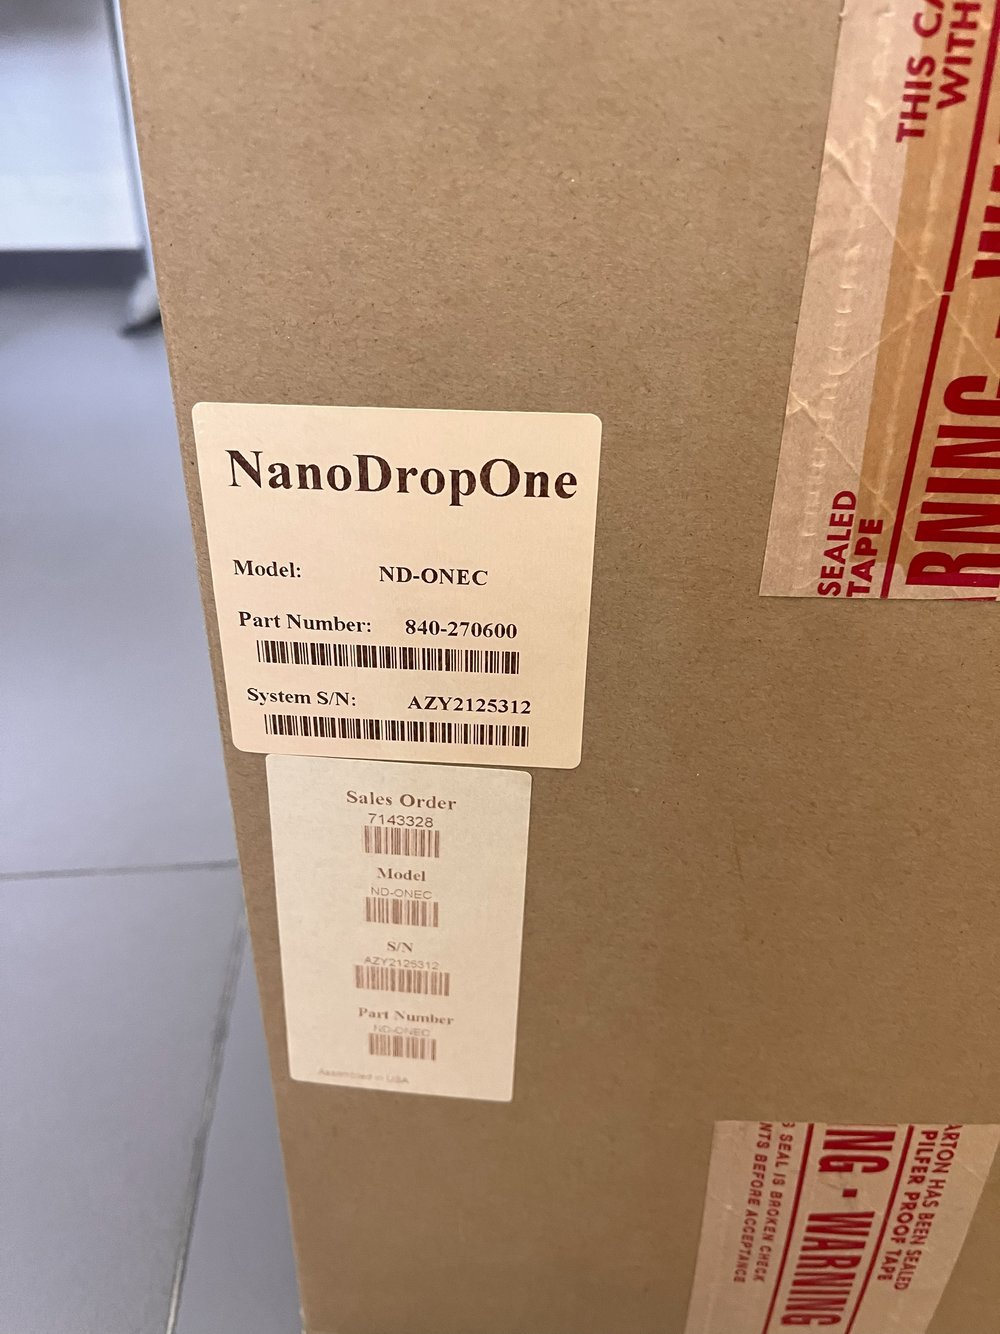 NanoDropOne
Model: ND-ONEC
Part Number: 840-270600
System S/N: AZY2125312
Sales Order
7143328
Model
ND-ONEC
S/N
AZY2125312
Part Number
ND-ONEC
Assembled in USA
THIS CA
WITH
SEALED
TAPE
RNING
ARTON HAS BEEN SEALED
PILFER PROOF TAPE
NG · WARNING
SEAL IS BROKEN CHECK
NTS BEFORE ACCEPTANCE